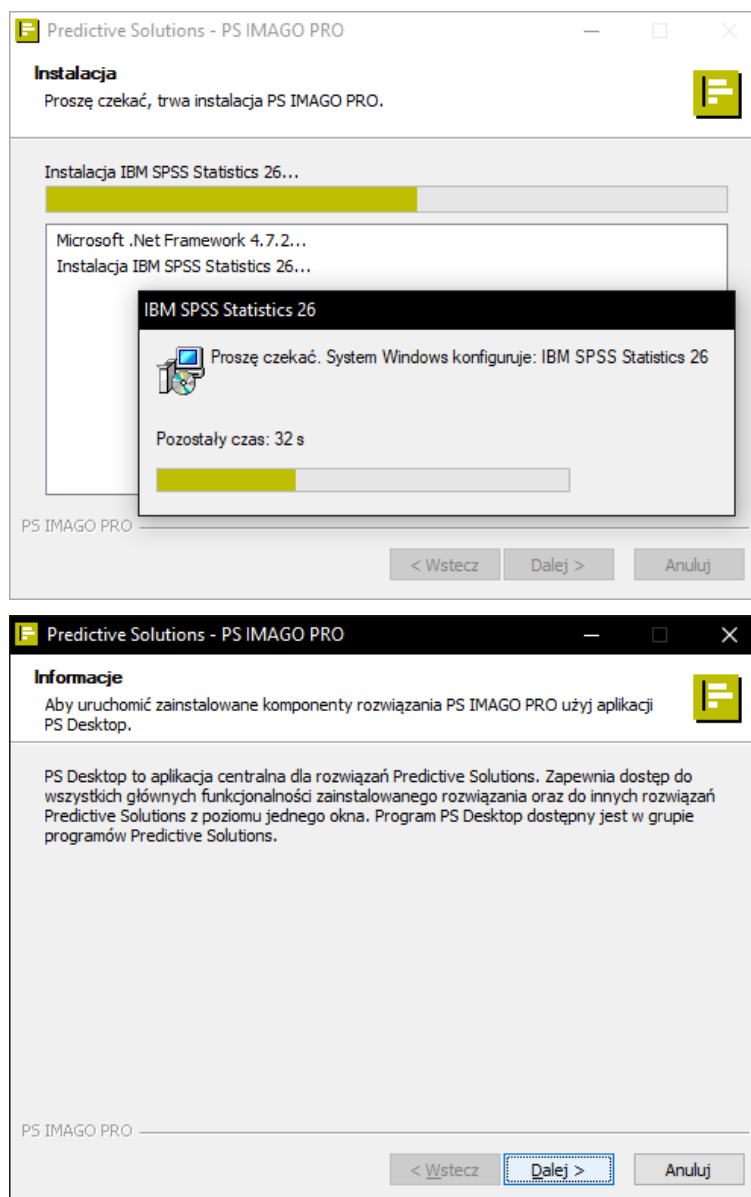 Predictive Solutions - PS IMAGO PRO
Instalacja
Proszę czekać, trwa instalacja PS IMAGO PRO.
Instalacja IBM SPSS Statistics 26...
Microsoft .Net Framework 4.7.2...
Instalacja IBM SPSS Statistics 26...
IBM SPSS Statistics 26
Proszę czekać. System Windows konfiguruje: IBM SPSS Statistics 26
Pozostały czas: 32 s
PS IMAGO PRO
< Wstecz Dalej > Anuluj
Predictive Solutions - PS IMAGO PRO
Informacje
Aby uruchomić zainstalowane komponenty rozwiązania PS IMAGO PRO użyj aplikacji
PS Desktop.
PS Desktop to aplikacja centralna dla rozwiązań Predictive Solutions. Zapewnia dostęp do
wszystkich głównych funkcjonalności zainstalowanego rozwiązania oraz do innych rozwiązań
Predictive Solutions z poziomu jednego okna. Program PS Desktop dostępny jest w grupie
programów Predictive Solutions.
PS IMAGO PRO
< Wstecz Dalej > Anuluj